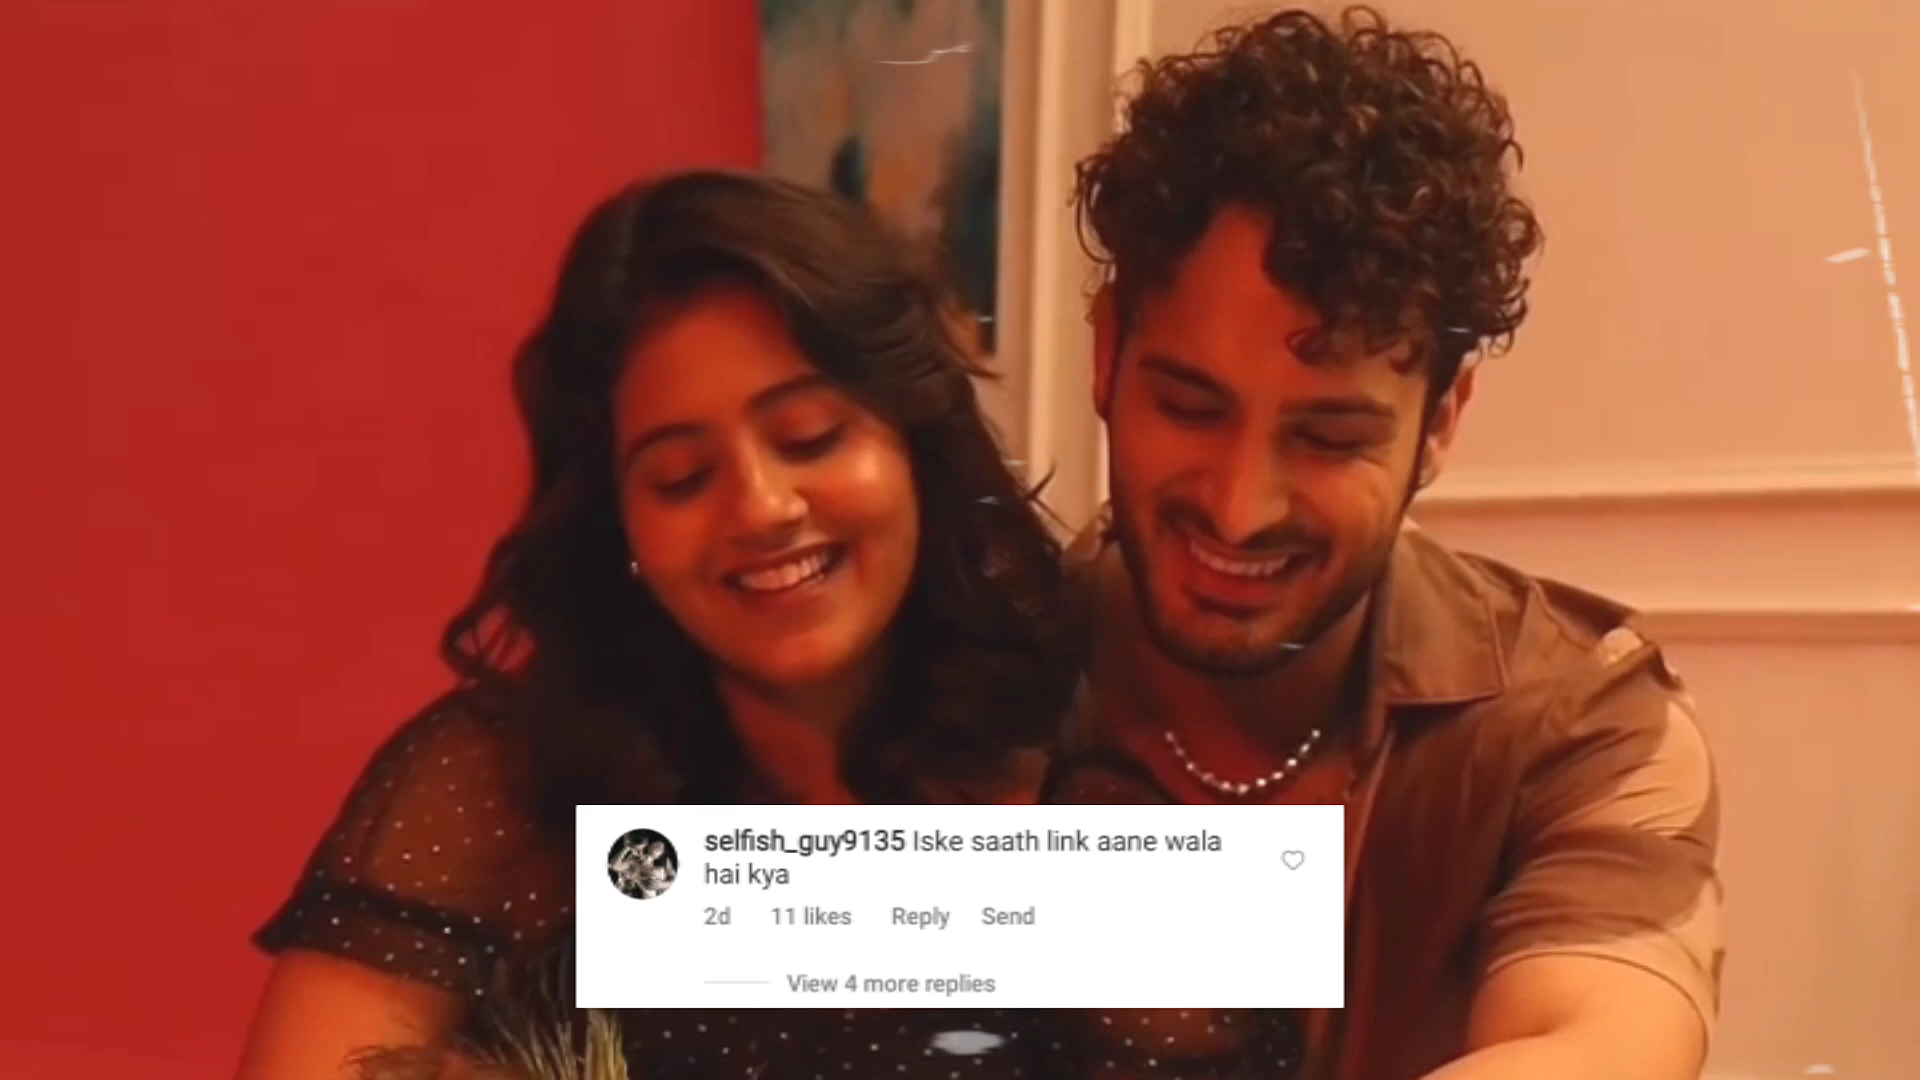 selfish_guy9135 Iske saath link aane wala
hai kya
2d 11 likes Reply Send
View 4 more replies